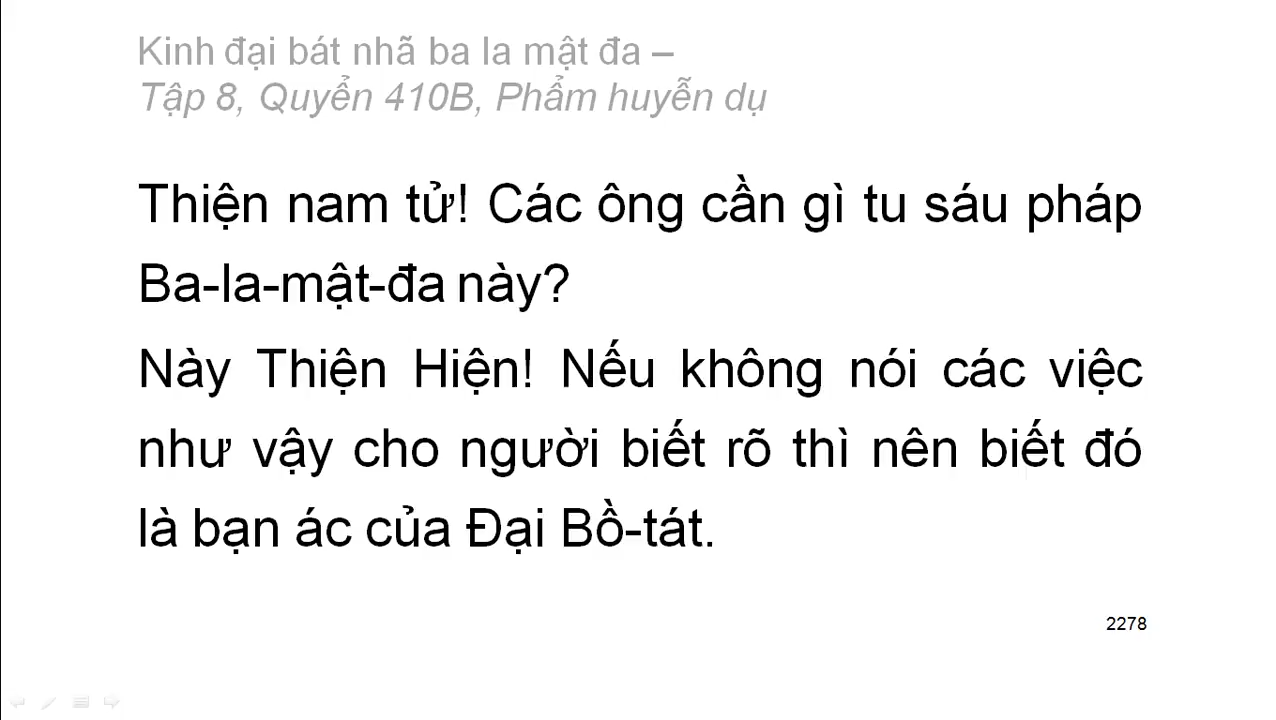 Kinh đại bát nhã ba la mật đa –
Tập 8, Quyển 410B, Phẩm huyễn dụ
Thiện nam tử! Các ông cần gì tu sáu pháp
Ba-la-mật-đa này?
Này Thiện Hiện! Nếu không nói các việc
như vậy cho người biết rõ thì nên biết đó
là bạn ác của Đại Bồ-tát.
2278